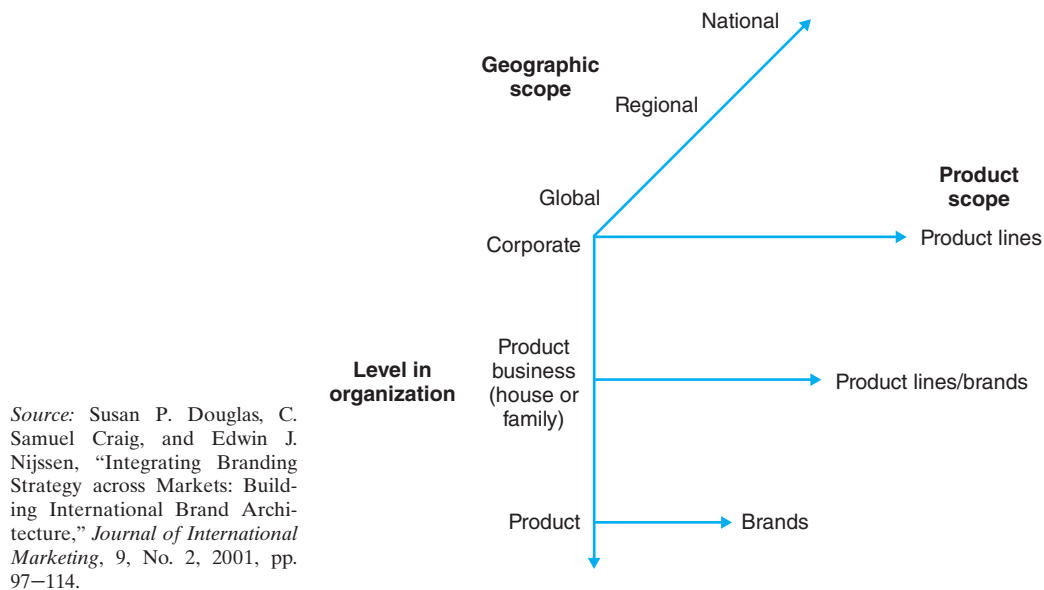 National
Geographic
scope
Regional
Product
scope
Global
Corporate
Product lines
Product
business
(house or
family)
Level in
organization
Product lines/brands
Source: Susan P. Douglas, C.
Samuel Craig, and Edwin J.
Nijssen, “Integrating Branding
Strategy across Markets: Build-
ing International Brand Archi-
tecture,” Journal of International
Marketing, 9, No. 2, 2001, pp.
97–114.
Product
Brands